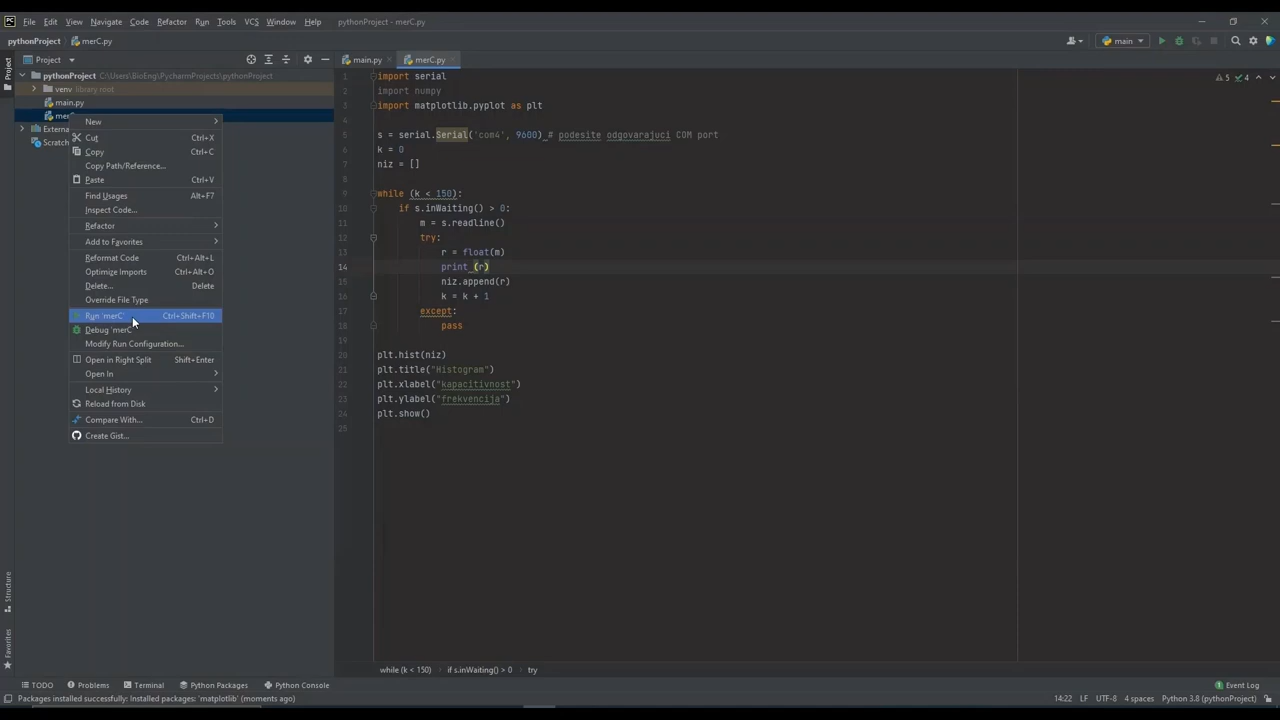 PC File Edit View Navigate Code Refactor Run Tools VCS Window Help pythonProject - merC.py
pythonProject merC.py main
Project Project main.py merC.py
pythonProject C:\Users\BioEng\PycharmProjects\pythonProject
venv library root
main.py
External
Scratch
New
Cut Ctrl+X
Copy Ctrl+C
Copy Path/Reference...
Paste Ctrl+V
Find Usages Alt+F7
Inspect Code...
Refactor
Add to Favorites
Reformat Code Ctrl+Alt+L
Optimize Imports Ctrl+Alt+O
Delete... Delete
Override File Type
Run 'merC' Ctrl+Shift+F10
Debug 'merC'
Modify Run Configuration...
Open in Right Split Shift+Enter
Open In
Local History
Reload from Disk
Compare With... Ctrl+D
Create Gist...
5 4
1 import serial
2 import numpy
3 import matplotlib.pyplot as plt
4
5 s = serial.Serial('com4', 9600) # podesite odgovarajuci COM port
6 k = 0
7 niz = []
8
9 while (k < 150):
10 if s.inWaiting() > 0:
11 m = s.readline()
12 try:
13 r = float(m)
14 print (r)
15 niz.append(r)
16 k = k + 1
17 except:
18 pass
19
20 plt.hist(niz)
21 plt.title("Histogram")
22 plt.xlabel("kapacitivnost")
23 plt.ylabel("frekvencija")
24 plt.show()
25
Structure
Favorites
while (k < 150) if s.inWaiting() > 0 try
TODO Problems Terminal Python Packages Python Console Event Log
Packages installed successfully: Installed packages: 'matplotlib' (moments ago) 14:22 LF UTF-8 4 spaces Python 3.8 (pythonProject)